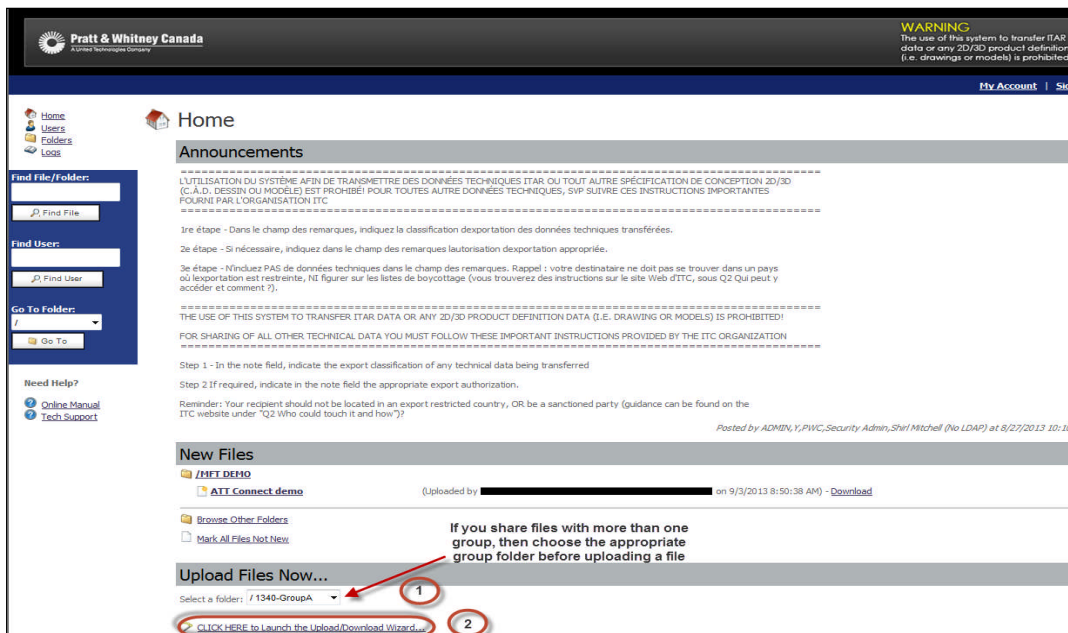 Pratt & Whitney Canada
A United Technologies Company
WARNING
The use of this system to transfer ITAR
data or any 2D/3D product definition
(i.e. drawings or models) is prohibited
My Account | Sig
Home
Users
Folders
Logs
Find File/Folder:
Find File
Find User:
Find User
Go To Folder:
/
Go To
Need Help?
Online Manual
Tech Support
Home
Announcements
L'UTILISATION DU SYSTÈME AFIN DE TRANSMETTRE DES DONNÉES TECHNIQUES ITAR OU TOUT AUTRE SPÉCIFICATION DE CONCEPTION 2D/3D
(C.À.D. DESSIN OU MODÈLE) EST PROHIBÉ! POUR TOUTES AUTRE DONNÉES TECHNIQUES, SVP SUIVRE CES INSTRUCTIONS IMPORTANTES
FOURNI PAR L'ORGANISATION ITC
1re étape - Dans le champ des remarques, indiquez la classification dexportation des données techniques transférées.
2e étape - Si nécessaire, indiquez dans le champ des remarques lautorisation dexportation appropriée.
3e étape - N'incluez PAS de données techniques dans le champ des remarques. Rappel : votre destinataire ne doit pas se trouver dans un pays
où lexportation est restreinte, NI figurer sur les listes de boycottage (vous trouverez des instructions sur le site Web d'ITC, sous Q2 Qui peut y
accéder et comment ?).
THE USE OF THIS SYSTEM TO TRANSFER ITAR DATA OR ANY 2D/3D PRODUCT DEFINITION DATA (I.E. DRAWING OR MODELS) IS PROHIBITED!
FOR SHARING OF ALL OTHER TECHNICAL DATA YOU MUST FOLLOW THESE IMPORTANT INSTRUCTIONS PROVIDED BY THE ITC ORGANIZATION
Step 1 - In the note field, indicate the export classification of any technical data being transferred
Step 2 If required, indicate in the note field the appropriate export authorization.
Reminder: Your recipient should not be located in an export restricted country, OR be a sanctioned party (guidance can be found on the
ITC website under "Q2 Who could touch it and how")?
Posted by ADMIN,Y,PWC,Security Admin,Shirl Mitchell (No LDAP) at 8/27/2013 10:10
New Files
/MFT DEMO
ATT Connect demo (Uploaded by on 9/3/2013 8:50:38 AM) - Download
Browse Other Folders
Mark All Files Not New
If you share files with more than one
group, then choose the appropriate
group folder before uploading a file
Upload Files Now...
Select a folder: / 1340-GroupA
1
CLICK HERE to Launch the Upload/Download Wizard...
2